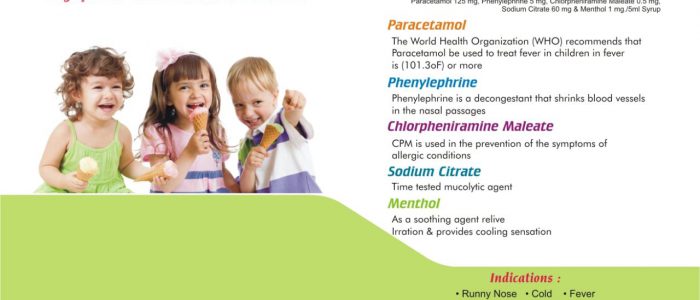 Paracetamol 125 mg, Phenylephrine 5 mg, Chlorpheniramine Maleate 0.5 mg,
Sodium Citrate 60 mg & Menthol 1 mg./5ml Syrup
Paracetamol
The World Health Organization (WHO) recommends that
Paracetamol be used to treat fever in children in fever
is (101.3oF) or more
Phenylephrine
Phenylephrine is a decongestant that shrinks blood vessels
in the nasal passages
Chlorpheniramine Maleate
CPM is used in the prevention of the symptoms of
allergic conditions
Sodium Citrate
Time tested mucolytic agent
Menthol
As a soothing agent relive
Irration & provides cooling sensation
Indications :
• Runny Nose • Cold • Fever